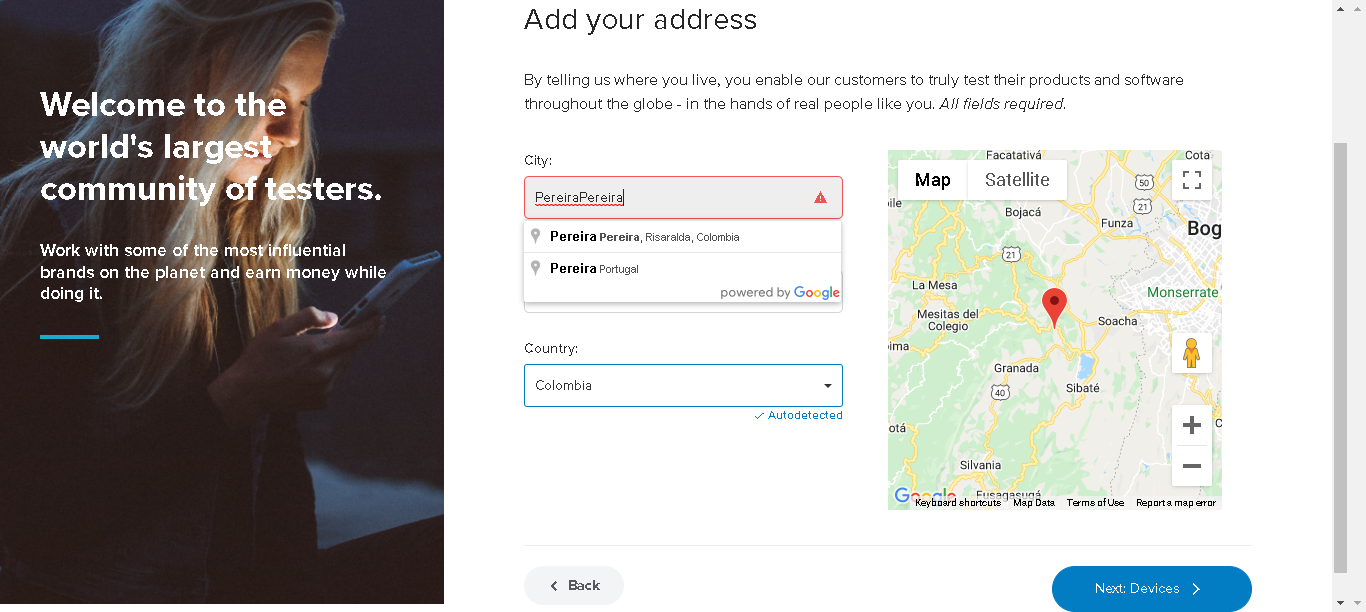 Welcome to the
world's largest
community of testers.
Work with some of the most influential
brands on the planet and earn money while
doing it.
Add your address
By telling us where you live, you enable our customers to truly test their products and software
throughout the globe - in the hands of real people like you. All fields required.
City:
PereiraPereira
Pereira Pereira, Risaralda, Colombia
Pereira Portugal
powered by Google
Country:
Colombia
Autodetected
Map
Satellite
Facatativá
Cota
50
21
Bojacá
Funza
Bog
21
La Mesa
Monserrate
Mesitas del
Colegio
Soacha
Granada
Sibaté
40
Silvania
Fusagasugá
Google
Keyboard shortcuts
Map Data
Terms of Use
Report a map error
Back
Next: Devices